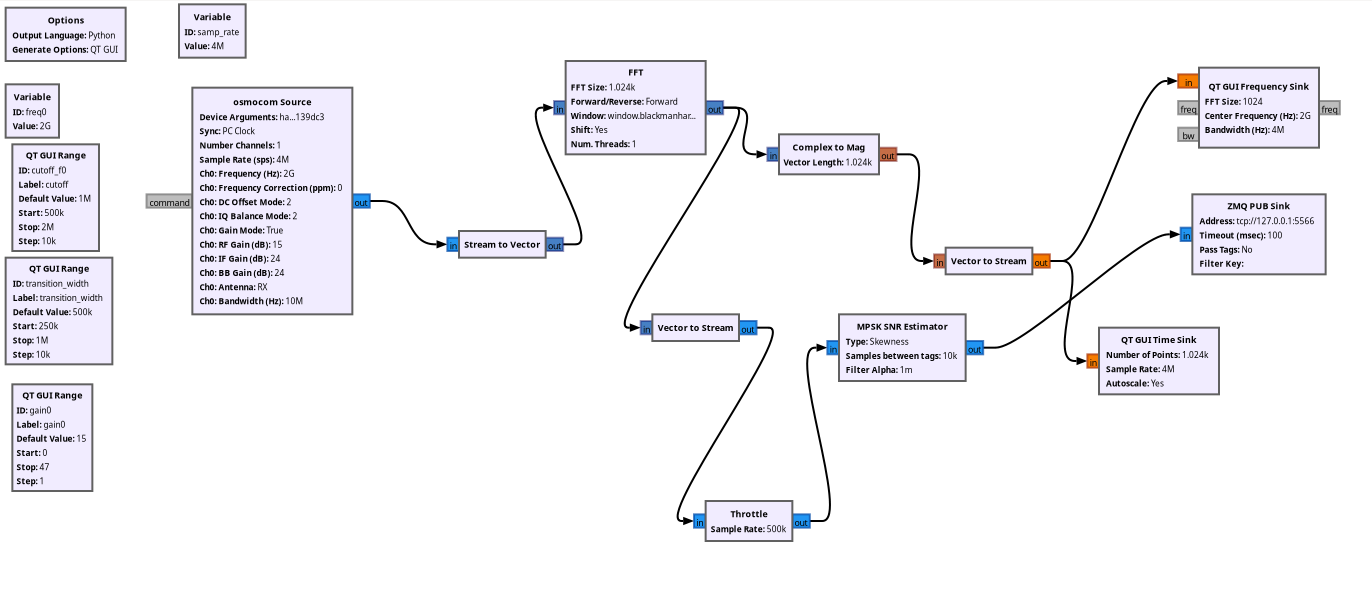 Options
Output Language: Python
Generate Options: QT GUI
Variable
ID: samp_rate
Value: 4M
Variable
ID: freq0
Value: 2G
QT GUI Range
ID: cutoff_f0
Label: cutoff
Default Value: 1M
Start: 500k
Stop: 2M
Step: 10k
QT GUI Range
ID: transition_width
Label: transition_width
Default Value: 500k
Start: 250k
Stop: 1M
Step: 10k
QT GUI Range
ID: gain0
Label: gain0
Default Value: 15
Start: 0
Stop: 47
Step: 1
command
osmocom Source
Device Arguments: ha...139dc3
Sync: PC Clock
Number Channels: 1
Sample Rate (sps): 4M
Ch0: Frequency (Hz): 2G
Ch0: Frequency Correction (ppm): 0
Ch0: DC Offset Mode: 2
Ch0: IQ Balance Mode: 2
Ch0: Gain Mode: True
Ch0: RF Gain (dB): 15
Ch0: IF Gain (dB): 24
Ch0: BB Gain (dB): 24
Ch0: Antenna: RX
Ch0: Bandwidth (Hz): 10M
out
in
Stream to Vector
out
in
FFT
FFT Size: 1.024k
Forward/Reverse: Forward
Window: window.blackmanhar...
Shift: Yes
Num. Threads: 1
out
in
Complex to Mag
Vector Length: 1.024k
out
in
Vector to Stream
out
in
Vector to Stream
out
in
Throttle
Sample Rate: 500k
out
in
MPSK SNR Estimator
Type: Skewness
Samples between tags: 10k
Filter Alpha: 1m
out
in
freq
bw
QT GUI Frequency Sink
FFT Size: 1024
Center Frequency (Hz): 2G
Bandwidth (Hz): 4M
freq
in
ZMQ PUB Sink
Address: tcp://127.0.0.1:5566
Timeout (msec): 100
Pass Tags: No
Filter Key:
in
QT GUI Time Sink
Number of Points: 1.024k
Sample Rate: 4M
Autoscale: Yes